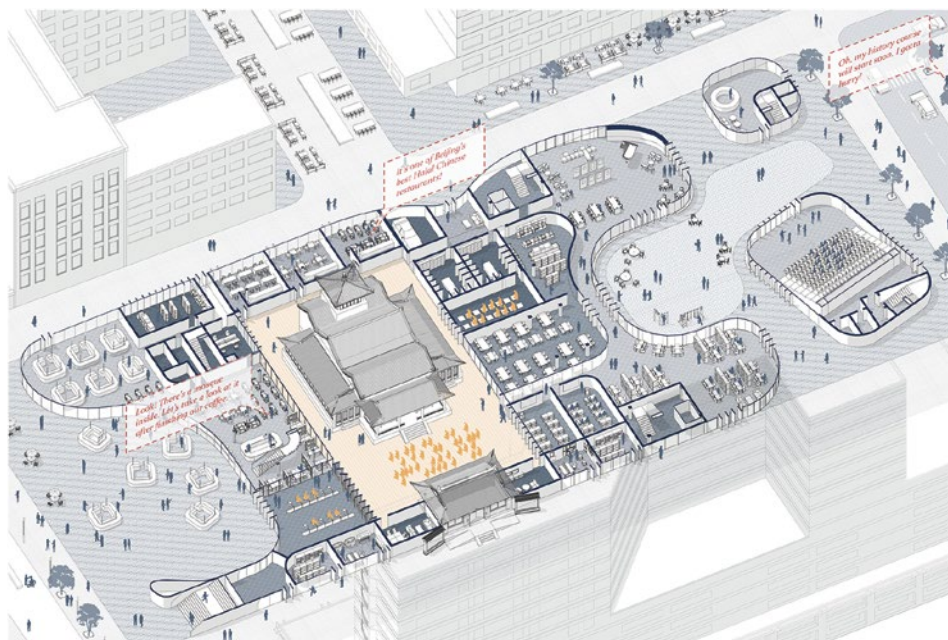 Oh, my history course
will start soon. I gotta
hurry!
It's one of Beijing's
best Halal Chinese
restaurants!
Look! There's a mosque
inside. Let's take a look at it
after finishing our coffee.